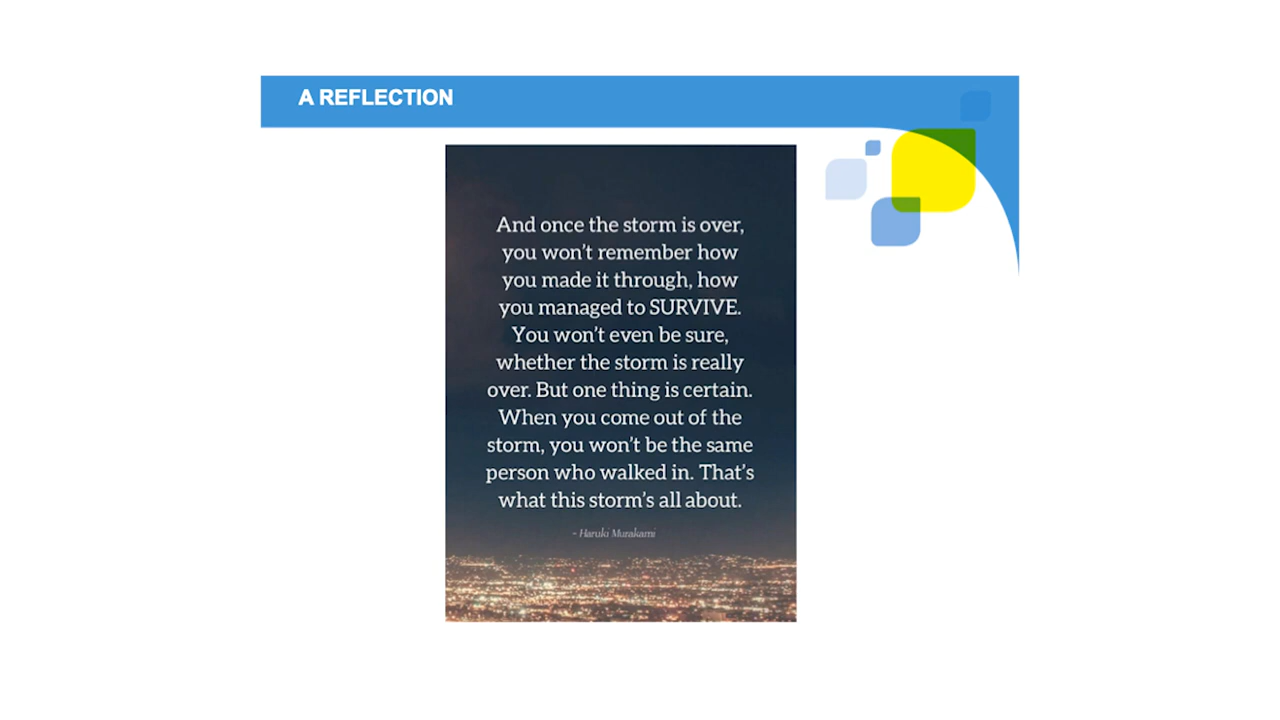 A REFLECTION
And once the storm is over,
you won't remember how
you made it through, how
you managed to SURVIVE.
You won't even be sure,
whether the storm is really
over. But one thing is certain.
When you come out of the
storm, you won't be the same
person who walked in. That's
what this storm's all about.
~ Haruki Murakami